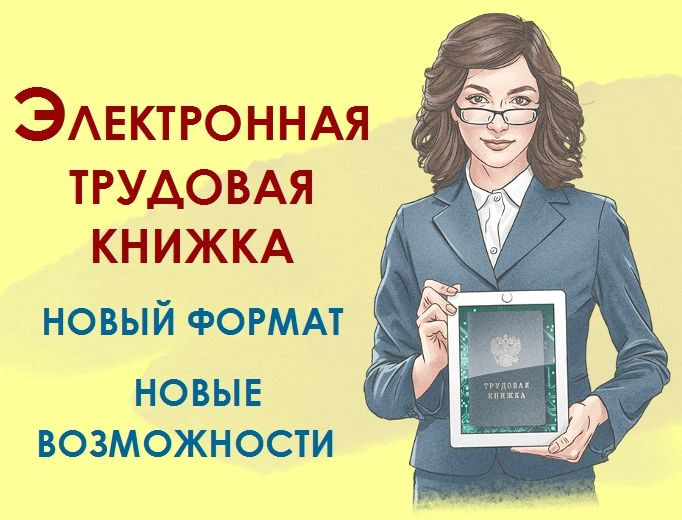 ЭЛЕКТРОННАЯ
ТРУДОВАЯ
КНИЖКА
НОВЫЙ ФОРМАТ
НОВЫЕ
ВОЗМОЖНОСТИ
ТРУДОВАЯ
КНИЖКА